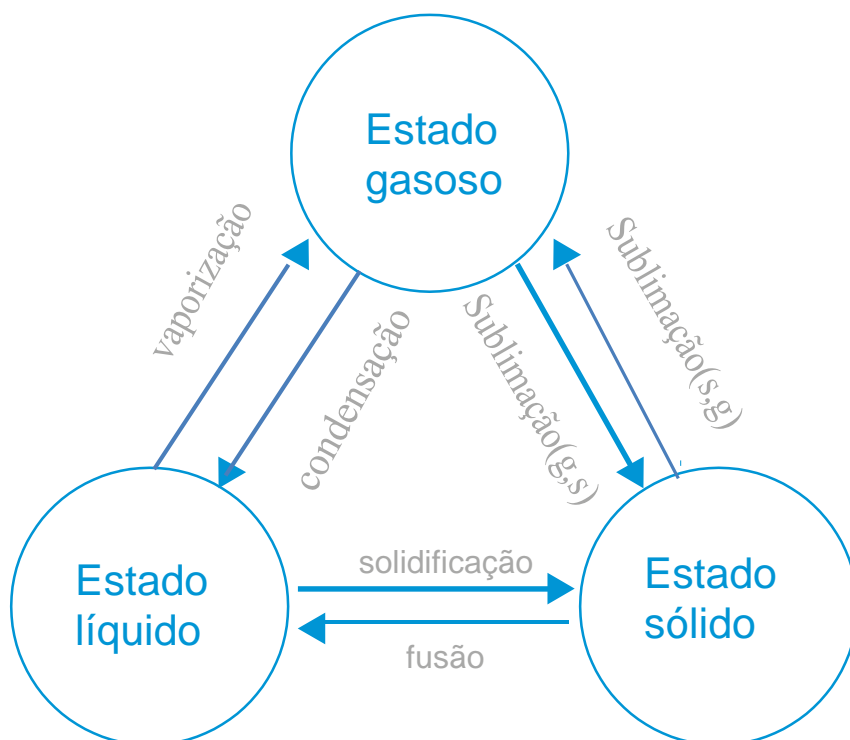 Estado
gasoso
vaporização
condensação
Sublimação(g,s)
Sublimação(s,g)
Estado
líquido
solidificação
fusão
Estado
sólido